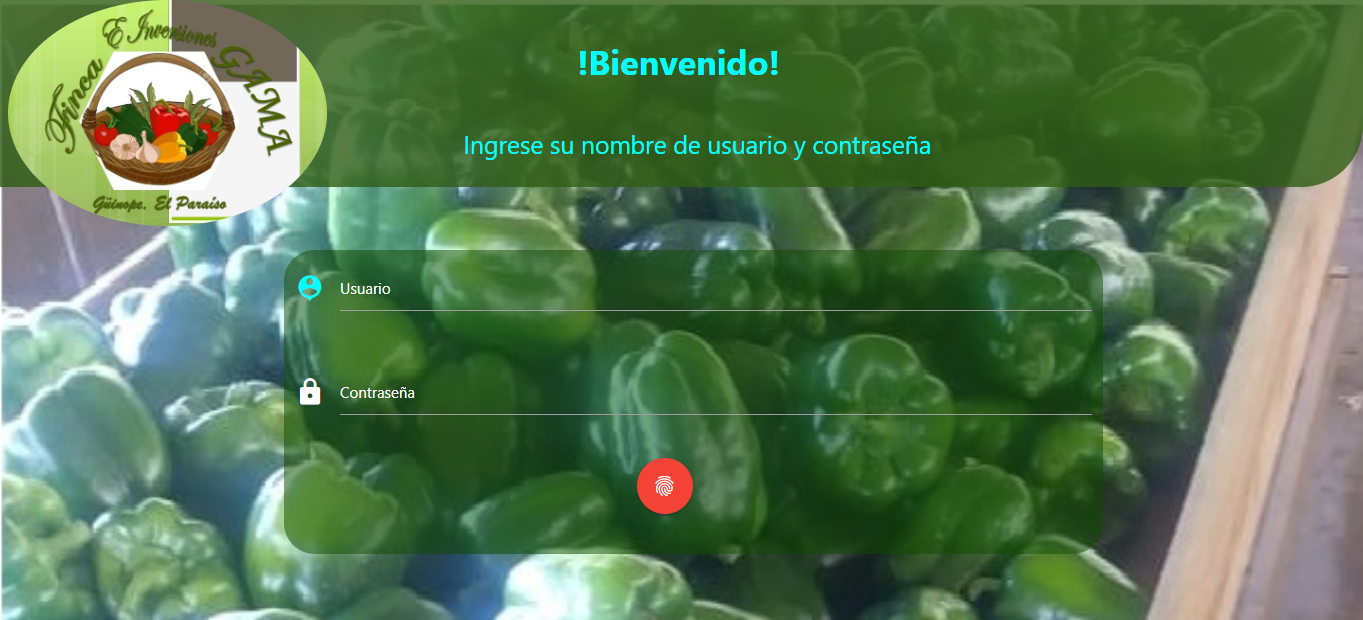 Finca
E Inversiones
GAMA
Güinope. El Paraíso
!Bienvenido!
Ingrese su nombre de usuario y contraseña
Usuario
Contraseña